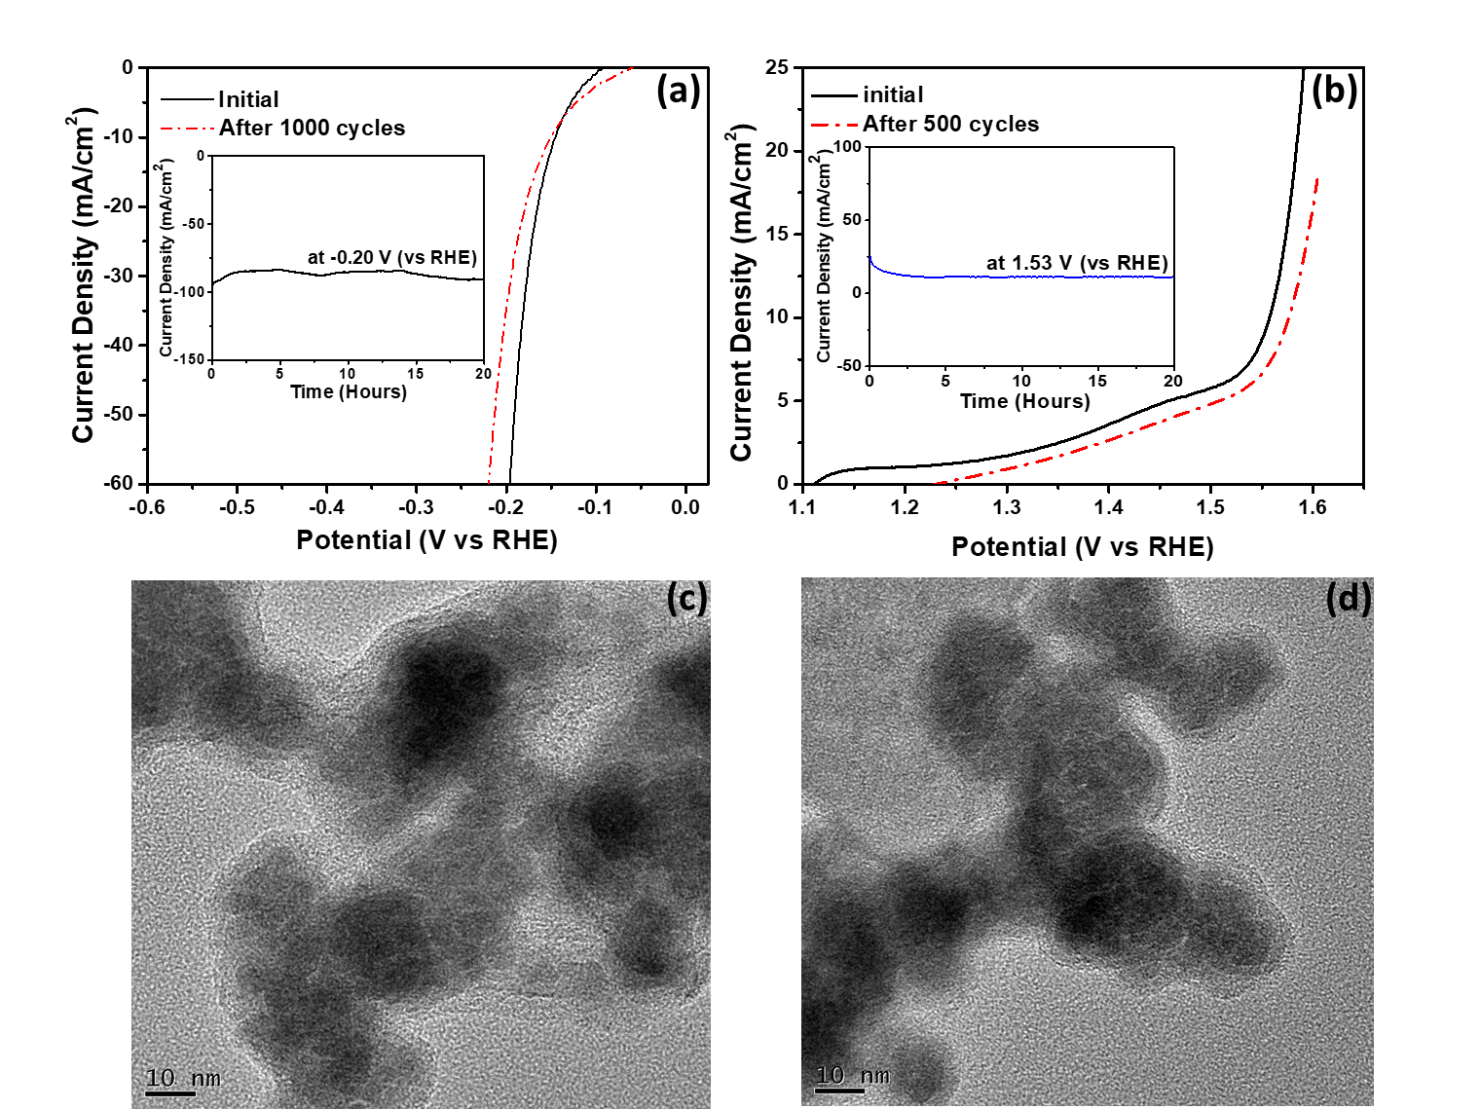 (a)
Initial
After 1000 cycles
0
-10
-20
-30
-40
-50
-60
Current Density (mA/cm²)
-0.6 -0.5 -0.4 -0.3 -0.2 -0.1 0.0
Potential (V vs RHE)
0
-50
-100
-150
Current Density (mA/cm²)
at -0.20 V (vs RHE)
0 5 10 15 20
Time (Hours)
(b)
initial
After 500 cycles
25
20
15
10
5
0
Current Density (mA/cm²)
1.1 1.2 1.3 1.4 1.5 1.6
Potential (V vs RHE)
100
50
0
-50
Current Density (mA/cm²)
at 1.53 V (vs RHE)
0 5 10 15 20
Time (Hours)
(c)
10 nm
(d)
10 nm